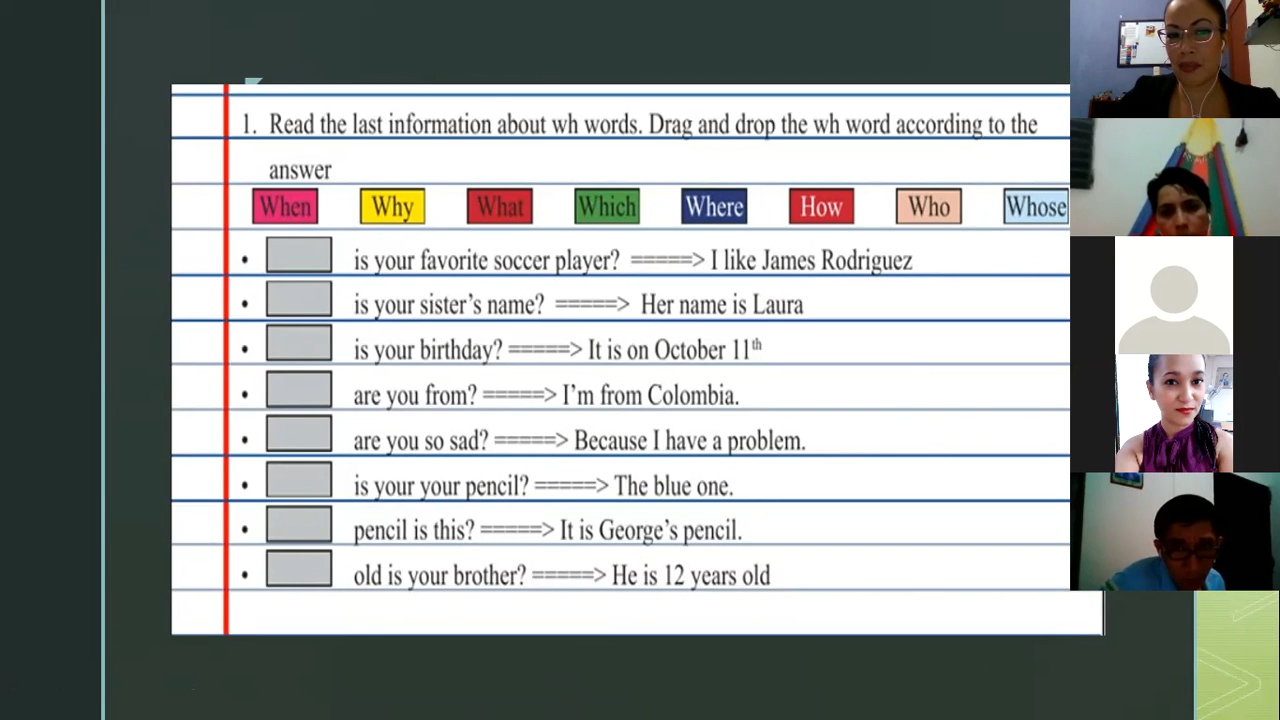 1. Read the last information about wh words. Drag and drop the wh word according to the
answer
When Why What Which Where How Who Whose
• is your favorite soccer player? =====> I like James Rodriguez
• is your sister’s name? =====> Her name is Laura
• is your birthday? =====> It is on October 11th
• are you from? =====> I’m from Colombia.
• are you so sad? =====> Because I have a problem.
• is your your pencil? =====> The blue one.
• pencil is this? =====> It is George’s pencil.
• old is your brother? =====> He is 12 years old